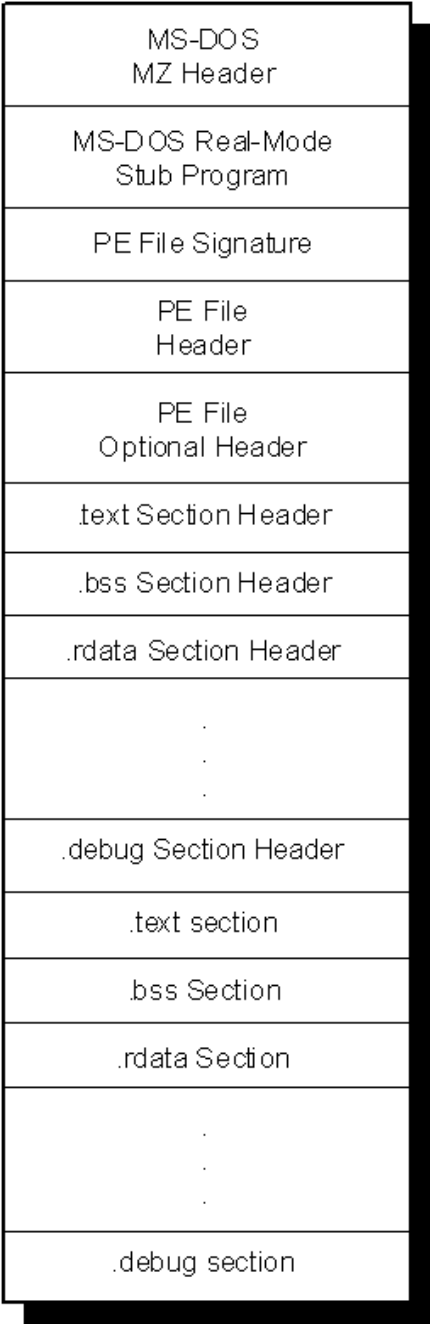 MS-DOS
MZ Header
MS-DOS Real-Mode
Stub Program
PE File Signature
PE File
Header
PE File
Optional Header
.text Section Header
.bss Section Header
.rdata Section Header
.
.
.
.debug Section Header
.text section
.bss Section
.rdata Section
.
.
.
.debug section